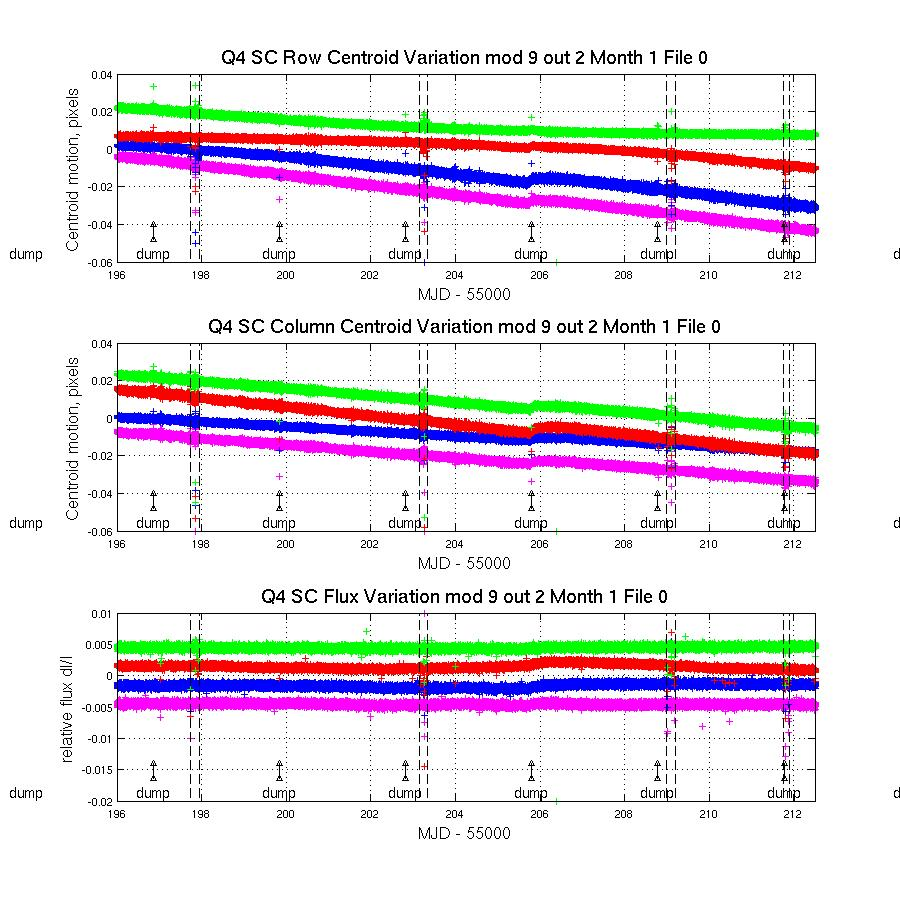 Q4 SC Row Centroid Variation mod 9 out 2 Month 1 File 0
0.04
0.02
0
-0.02
-0.04
-0.06
Centroid motion, pixels
dump dump dump dump dump dump dump d
196 198 200 202 204 206 208 210 212
MJD - 55000
Q4 SC Column Centroid Variation mod 9 out 2 Month 1 File 0
0.04
0.02
0
-0.02
-0.04
-0.06
Centroid motion, pixels
dump dump dump dump dump dump dump d
196 198 200 202 204 206 208 210 212
MJD - 55000
Q4 SC Flux Variation mod 9 out 2 Month 1 File 0
0.01
0.005
0
-0.005
-0.01
-0.015
-0.02
relative flux dI/I
dump dump dump dump dump dump dump d
196 198 200 202 204 206 208 210 212
MJD - 55000